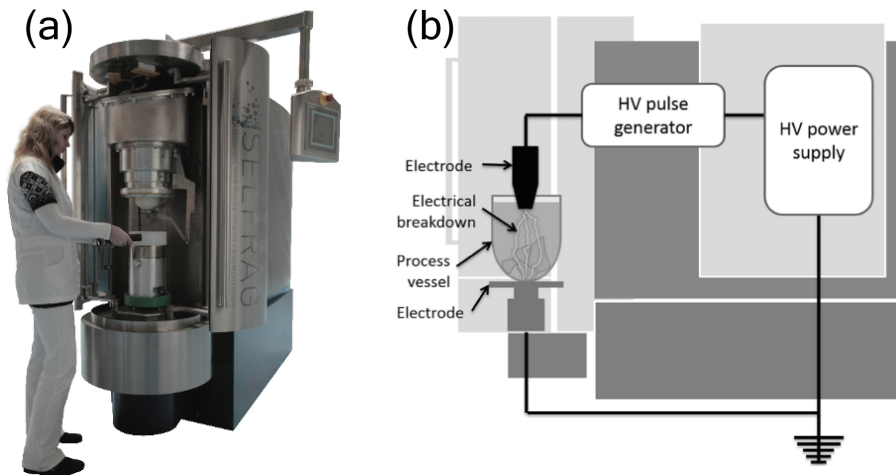 (a)
SELFRAG
(b)
HV pulse
generator
HV power
supply
Electrode
Electrical
breakdown
Process
vessel
Electrode